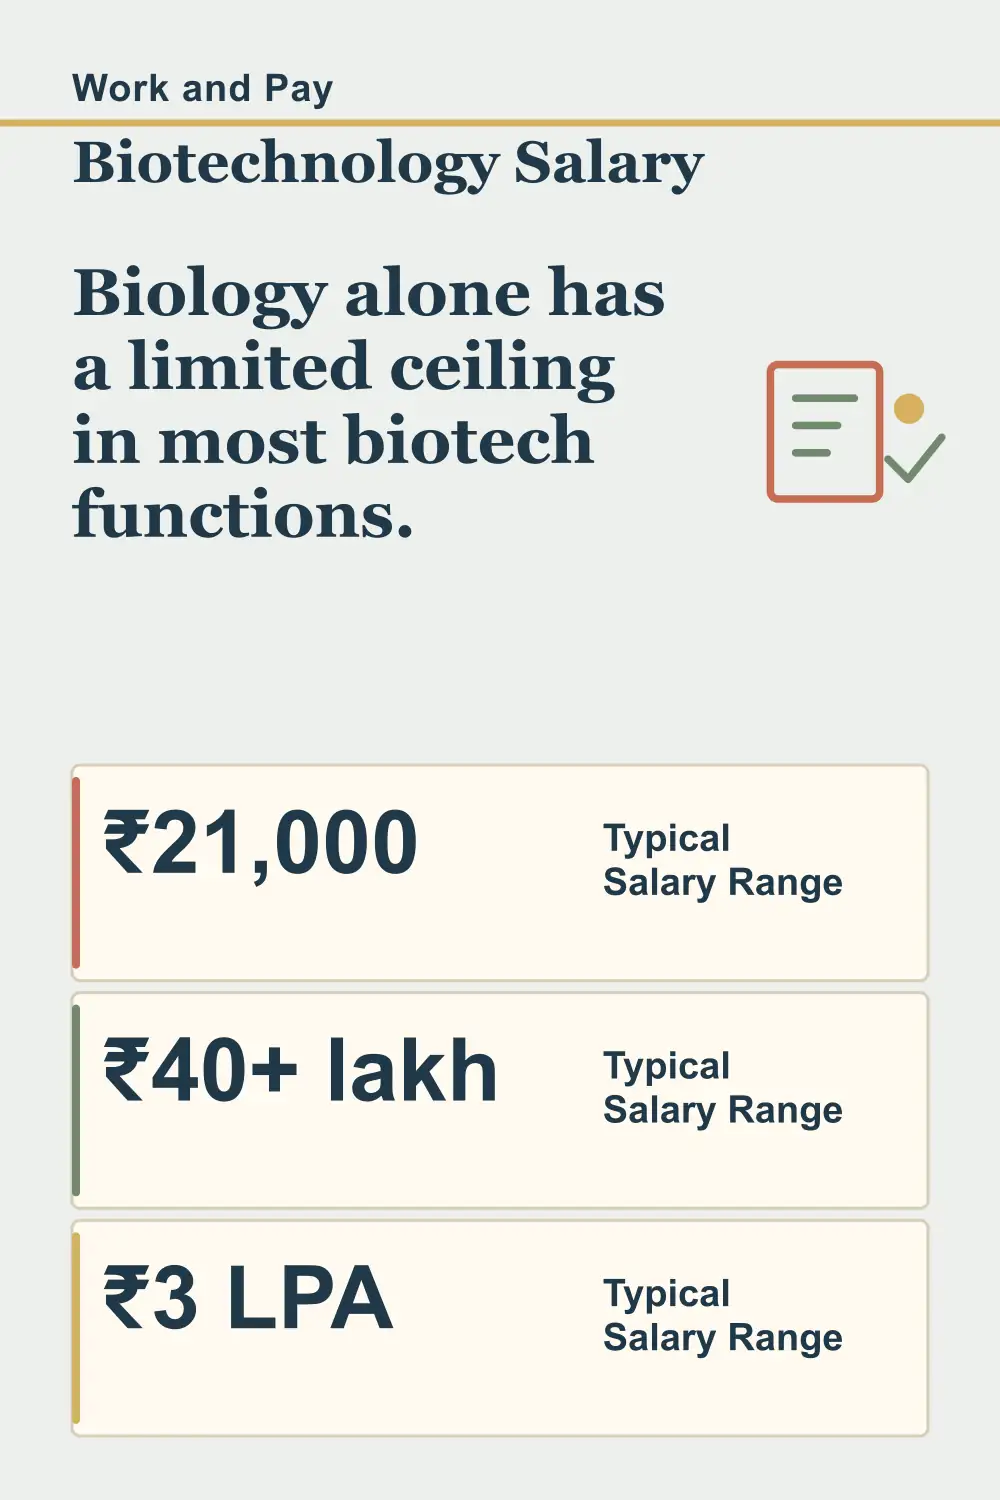 Work and Pay
Biotechnology Salary
Biology alone has
a limited ceiling
in most biotech
functions.
₹21,000
Typical
Salary Range
₹40+ lakh
Typical
Salary Range
₹3 LPA
Typical
Salary Range